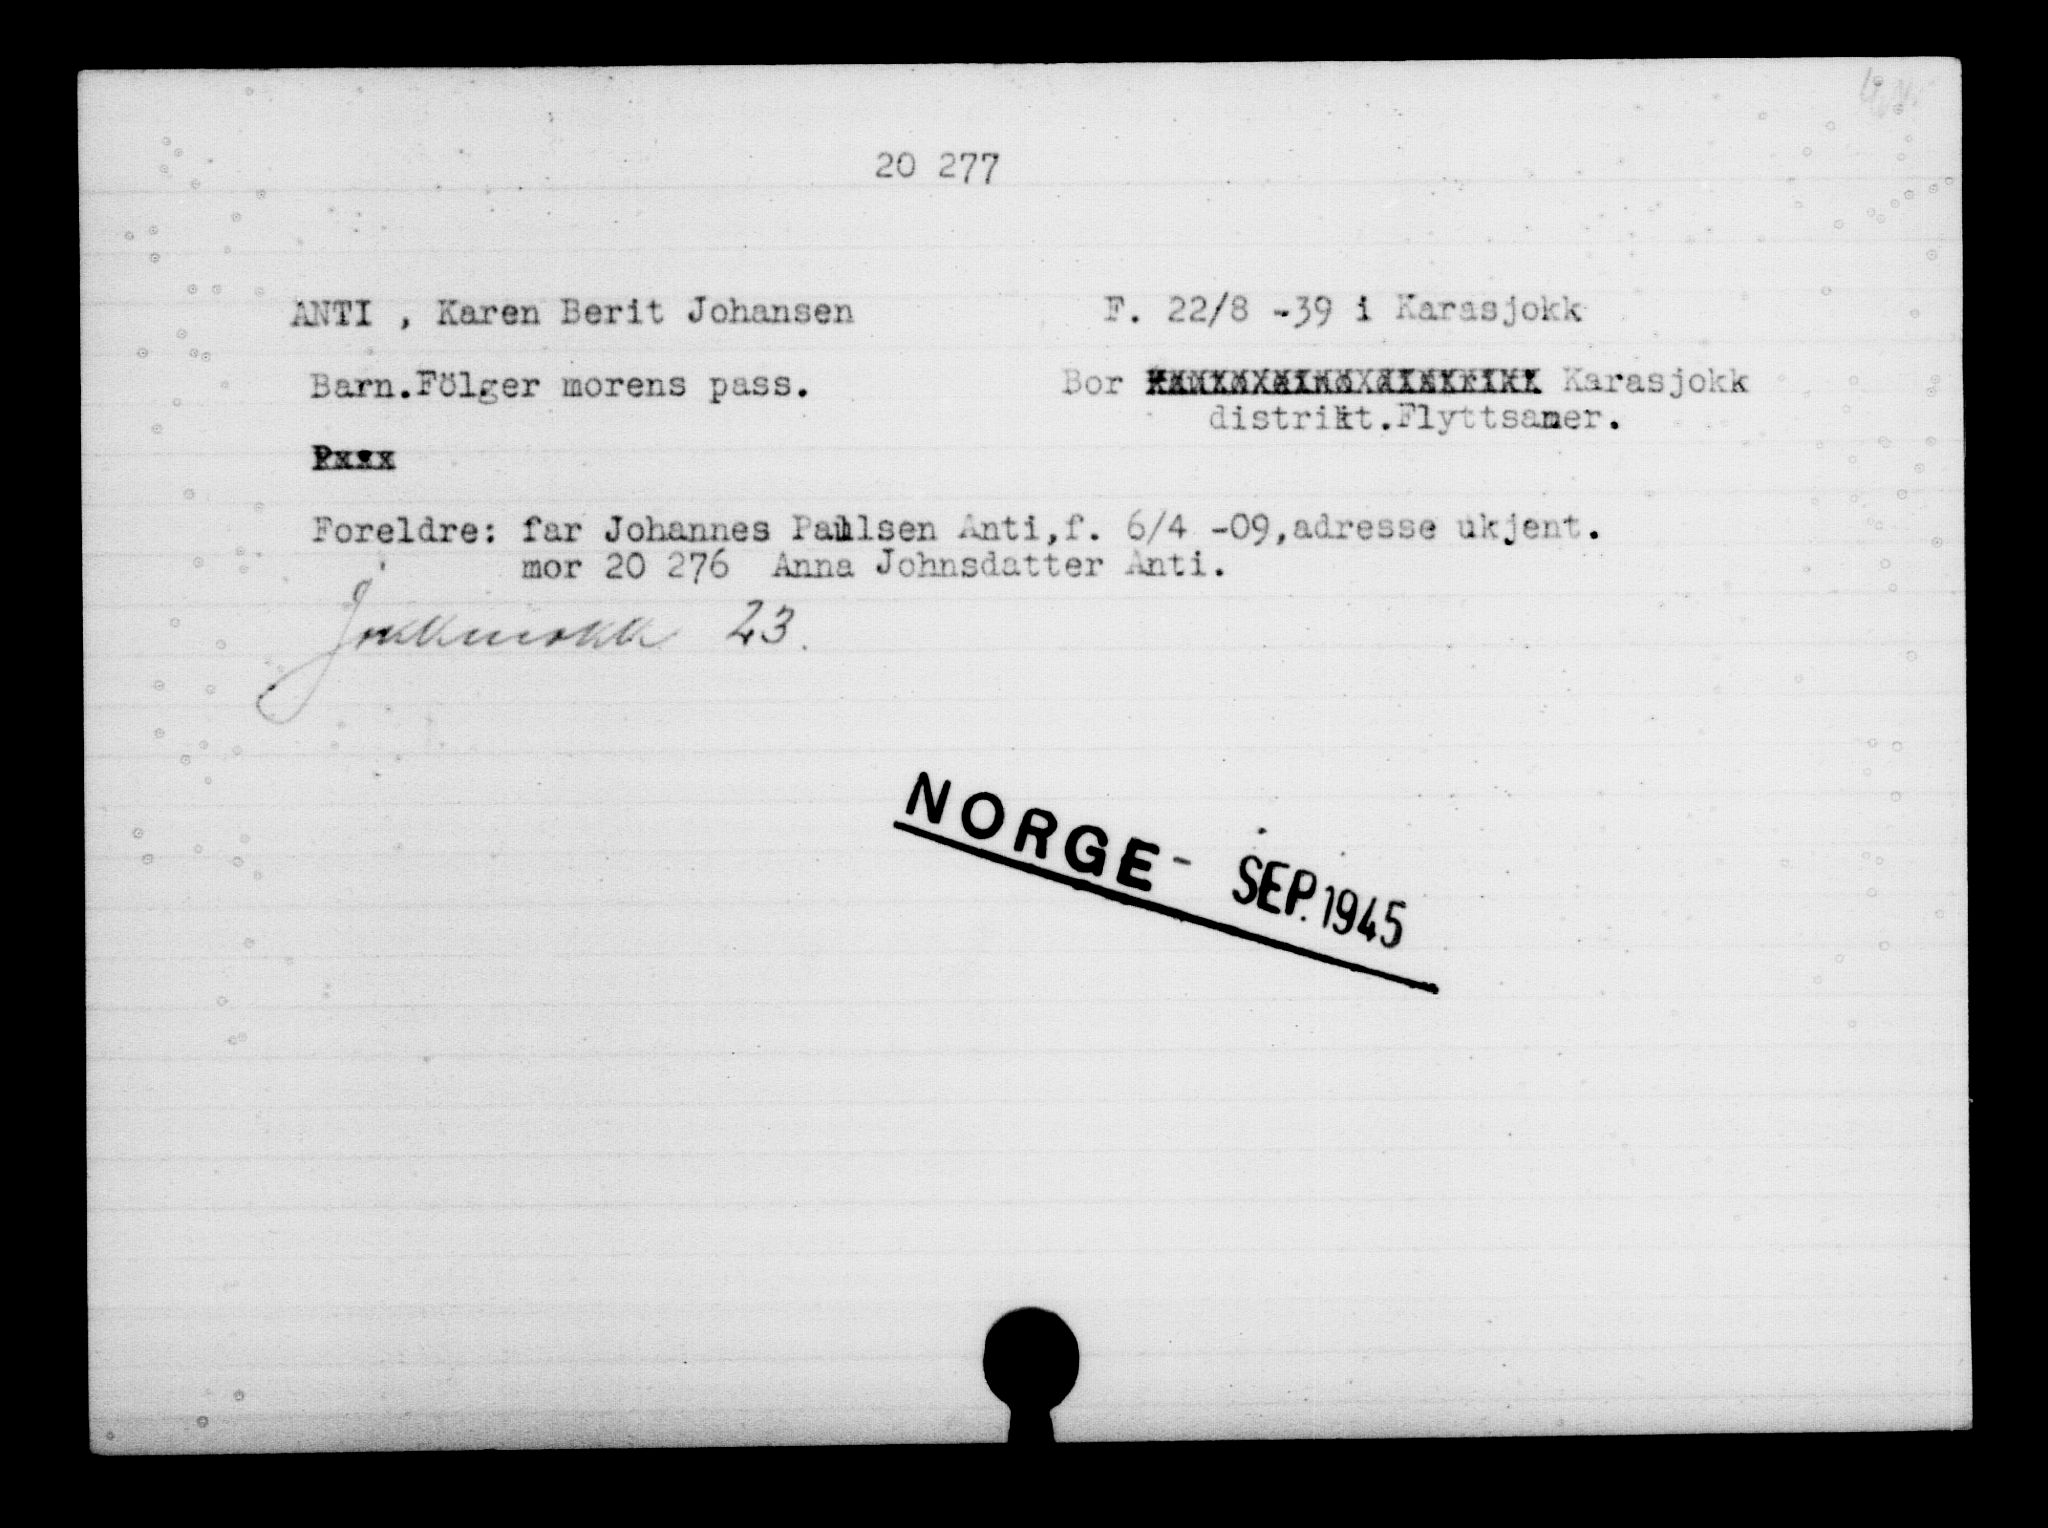 20 277
ANTI , Karen Berit Johansen F. 22/8 -39 i Karasjokk
Barn.Fölger morens pass. Bor Karasjokk
distrikt.Flyttsamer.
Foreldre: far Johannes Paulsen Anti,f. 6/4 -09,adresse ukjent.
mor 20 276 Anna Johnsdatter Anti.
Jokkmokk 23.
NORGE - SEP. 1945